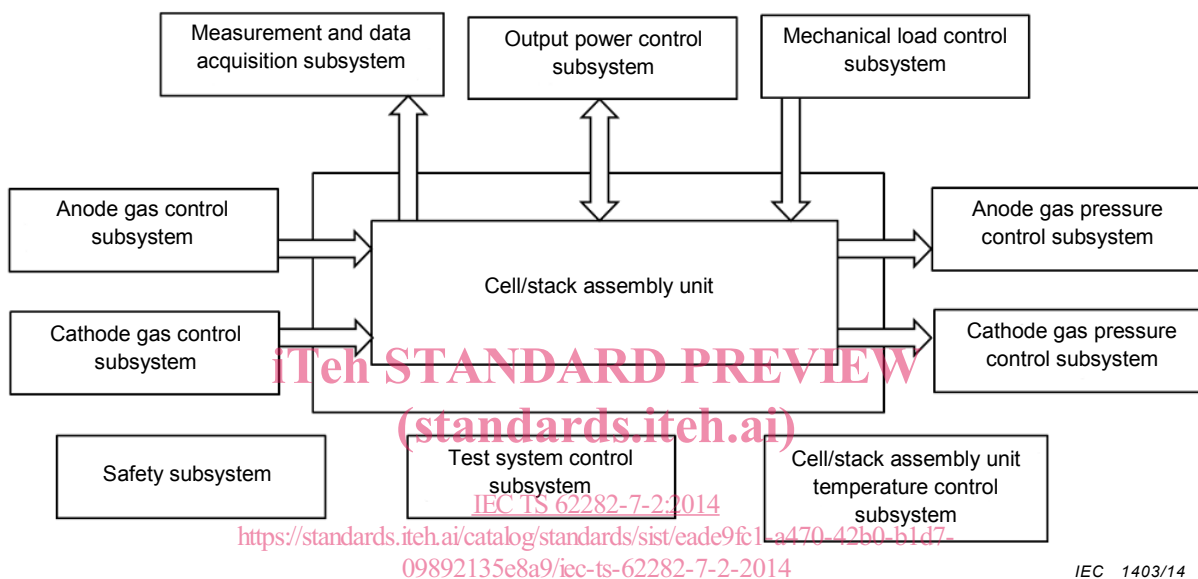 Measurement and data
acquisition subsystem
Output power control
subsystem
Mechanical load control
subsystem
Anode gas control
subsystem
Anode gas pressure
control subsystem
Cell/stack assembly unit
Cathode gas control
subsystem
Cathode gas pressure
control subsystem
iTeh STANDARD PREVIEW
(standards.iteh.ai)
Safety subsystem
Test system control
subsystem
Cell/stack assembly unit
temperature control
subsystem
IEC TS 62282-7-2:2014
https://standards.iteh.ai/catalog/standards/sist/eade9fc1-a470-42b0-b1d7-
09892135e8a9/iec-ts-62282-7-2-2014
IEC 1403/14